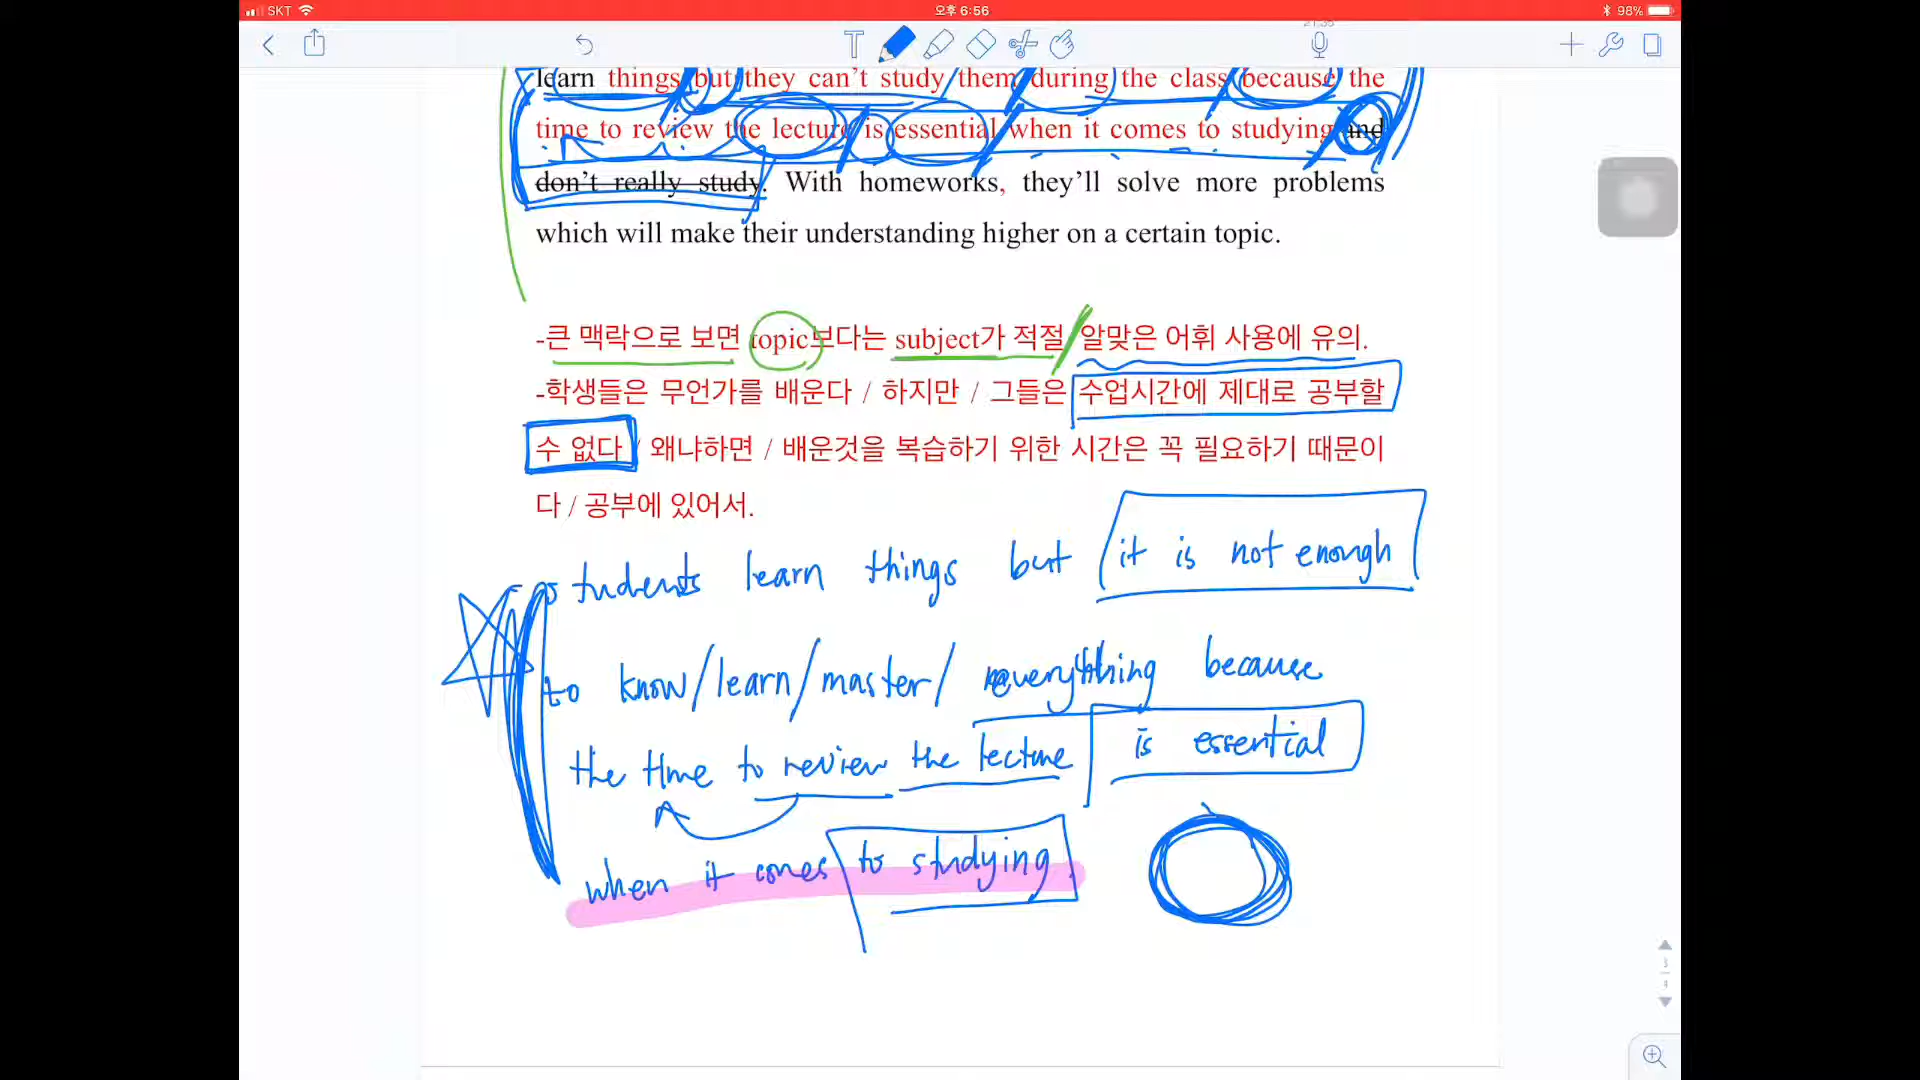 SKT 오후 6:56 98%
learn things but they can't study them during the class because the
time to review the lecture is essential when it comes to studying and
don't really study. With homeworks, they'll solve more problems
which will make their understanding higher on a certain topic.
-큰 맥락으로 보면 topic보다는 subject가 적절 알맞은 어휘 사용에 유의.
-학생들은 무언가를 배운다 / 하지만 / 그들은 수업시간에 제대로 공부할
수 없다 / 왜냐하면 / 배운것을 복습하기 위한 시간은 꼭 필요하기 때문이
다 / 공부에 있어서.
students learn things but it is not enough
to know/learn/master/ everything because
the time to review the lecture is essential
when it comes to studying.